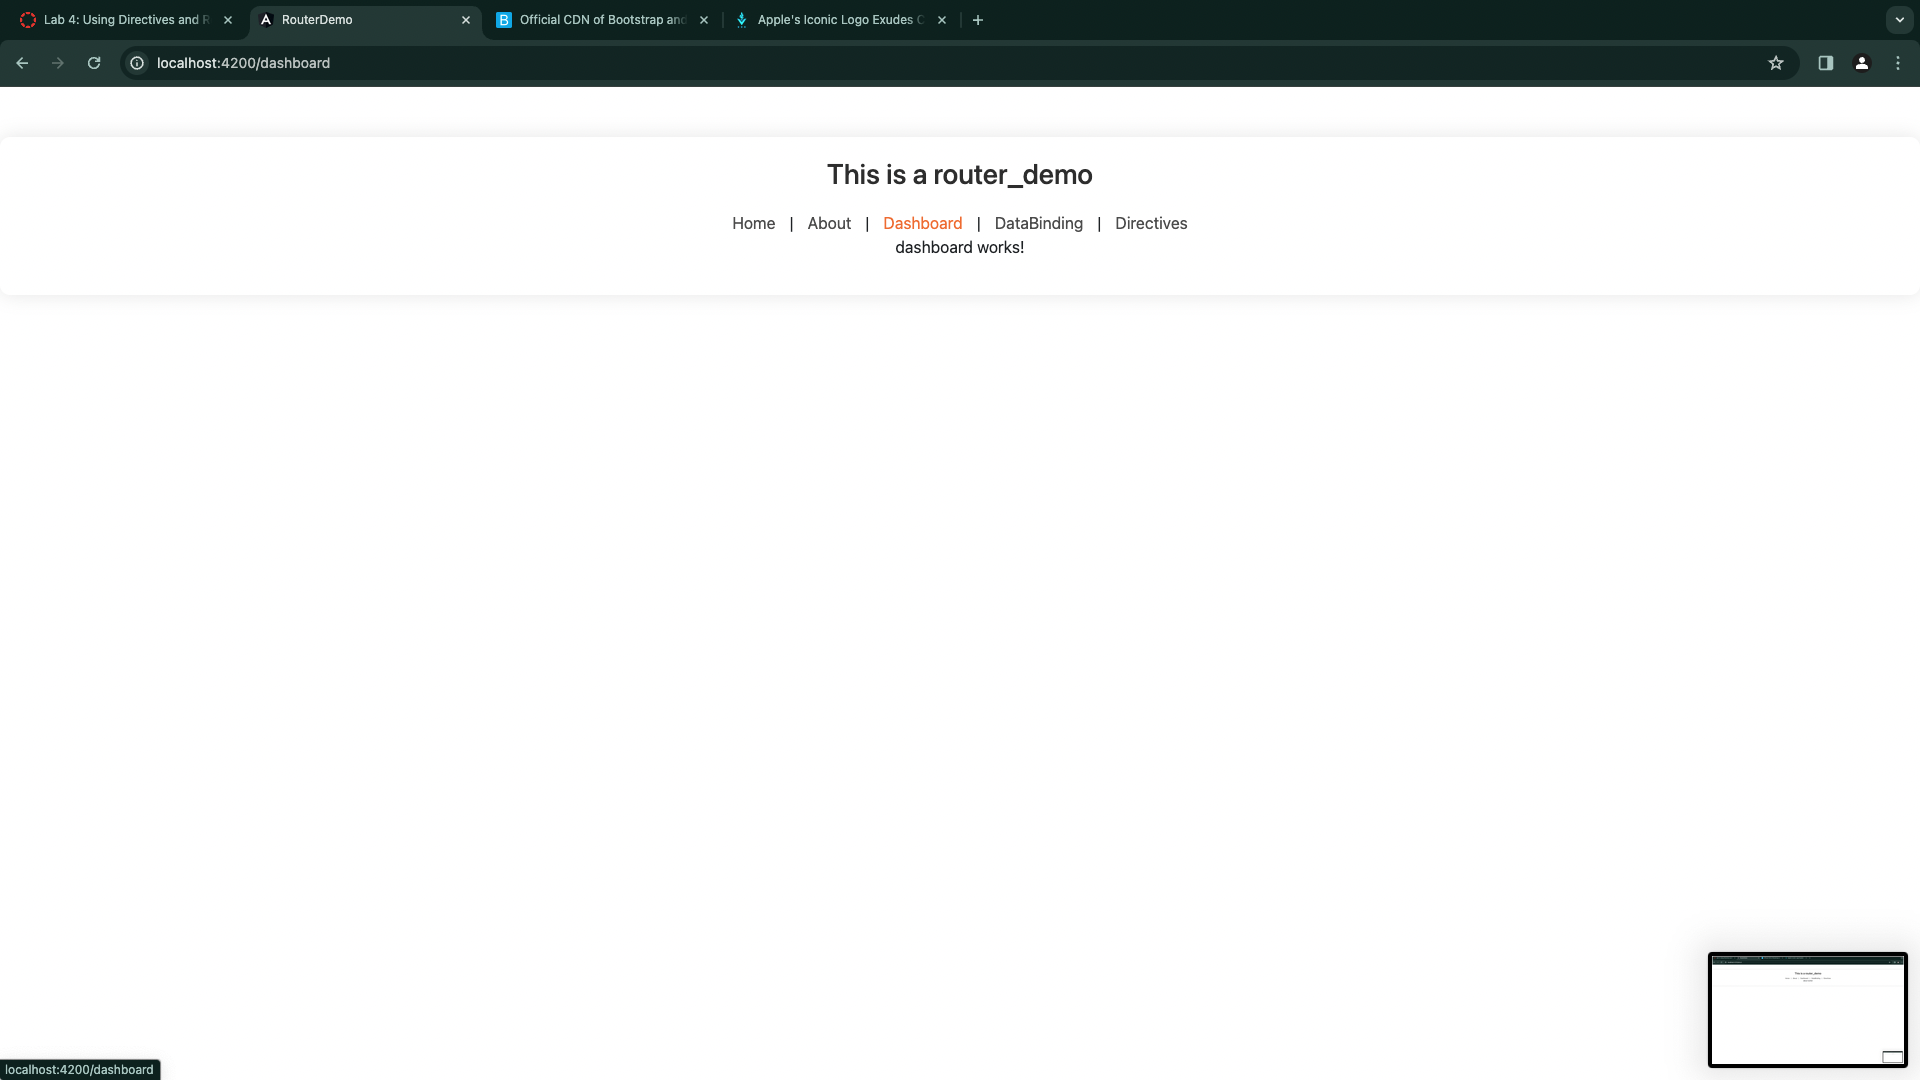 Lab 4: Using Directives and R
RouterDemo
Official CDN of Bootstrap and
Apple's Iconic Logo Exudes C
localhost:4200/dashboard
This is a router_demo
Home | About | Dashboard | DataBinding | Directives
dashboard works!
localhost:4200/dashboard